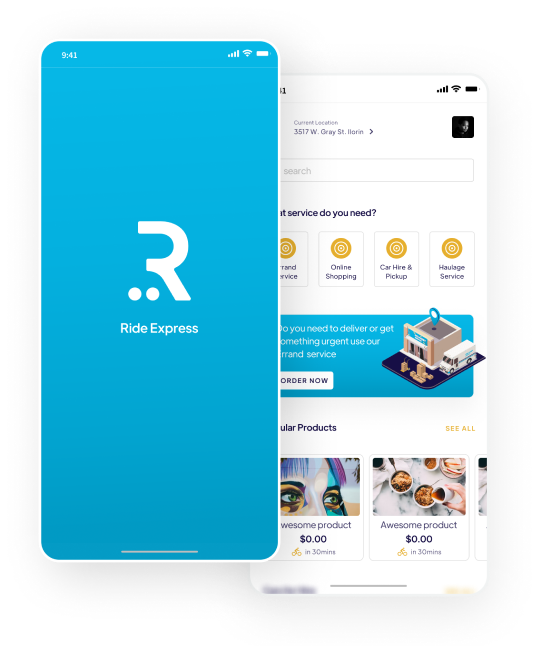 9:41
Ride Express
41
Current Location
3517 W. Gray St. Ilorin
search
at service do you need?
rrand
ervice
Online
Shopping
Car Hire &
Pickup
Haulage
Service
Do you need to deliver or get
omething urgent use our
rrand service
ORDER NOW
ular Products
SEE ALL
wesome product
$0.00
in 30mins
Awesome product
$0.00
in 30mins